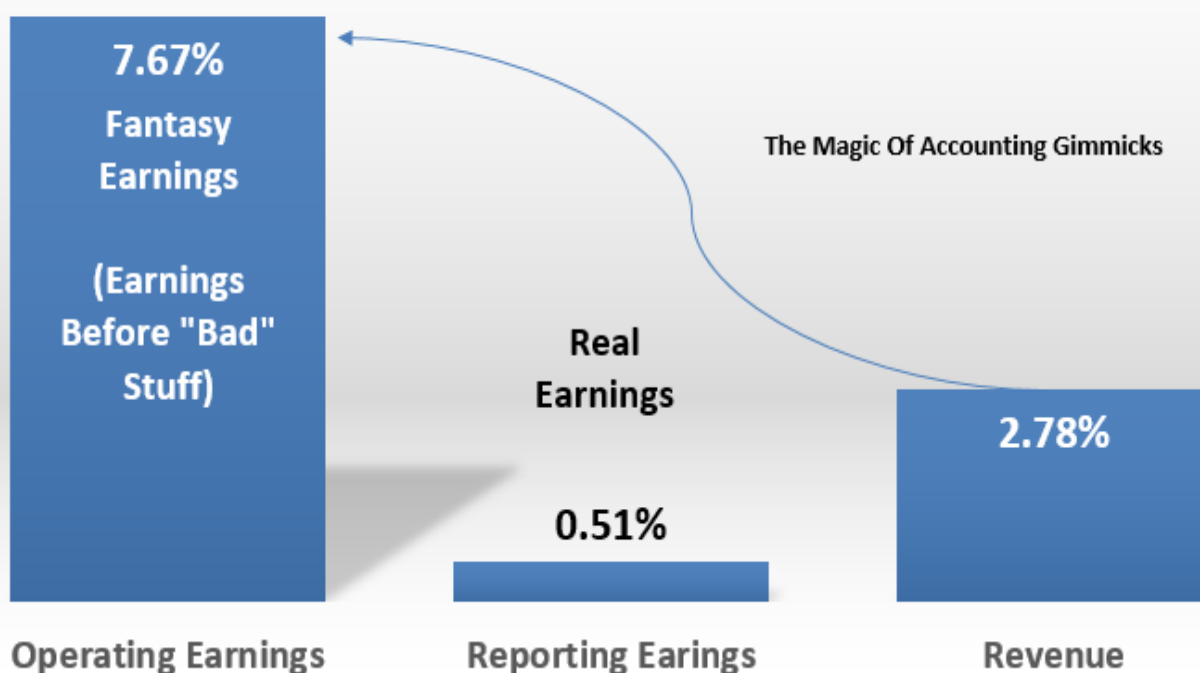 7.67%
Fantasy
Earnings
(Earnings
Before "Bad"
Stuff)
The Magic Of Accounting Gimmicks
Real
Earnings
0.51%
2.78%
Operating Earnings
Reporting Earings
Revenue